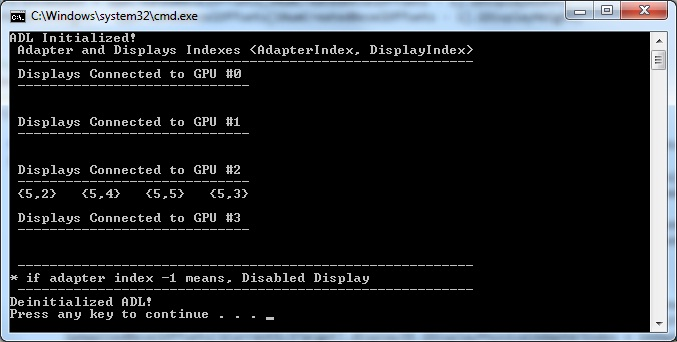 C:\Windows\system32\cmd.exe
ADL Initialized!
Adapter and Displays Indexes <AdapterIndex, DisplayIndex>
---------------------------------------------------------
Displays Connected to GPU #0
-----------------------------
Displays Connected to GPU #1
-----------------------------
Displays Connected to GPU #2
-----------------------------
{5,2} {5,4} {5,5} {5,3}
Displays Connected to GPU #3
-----------------------------
---------------------------------------------------------
* if adapter index -1 means, Disabled Display
---------------------------------------------------------
Deinitialized ADL!
Press any key to continue . . . _